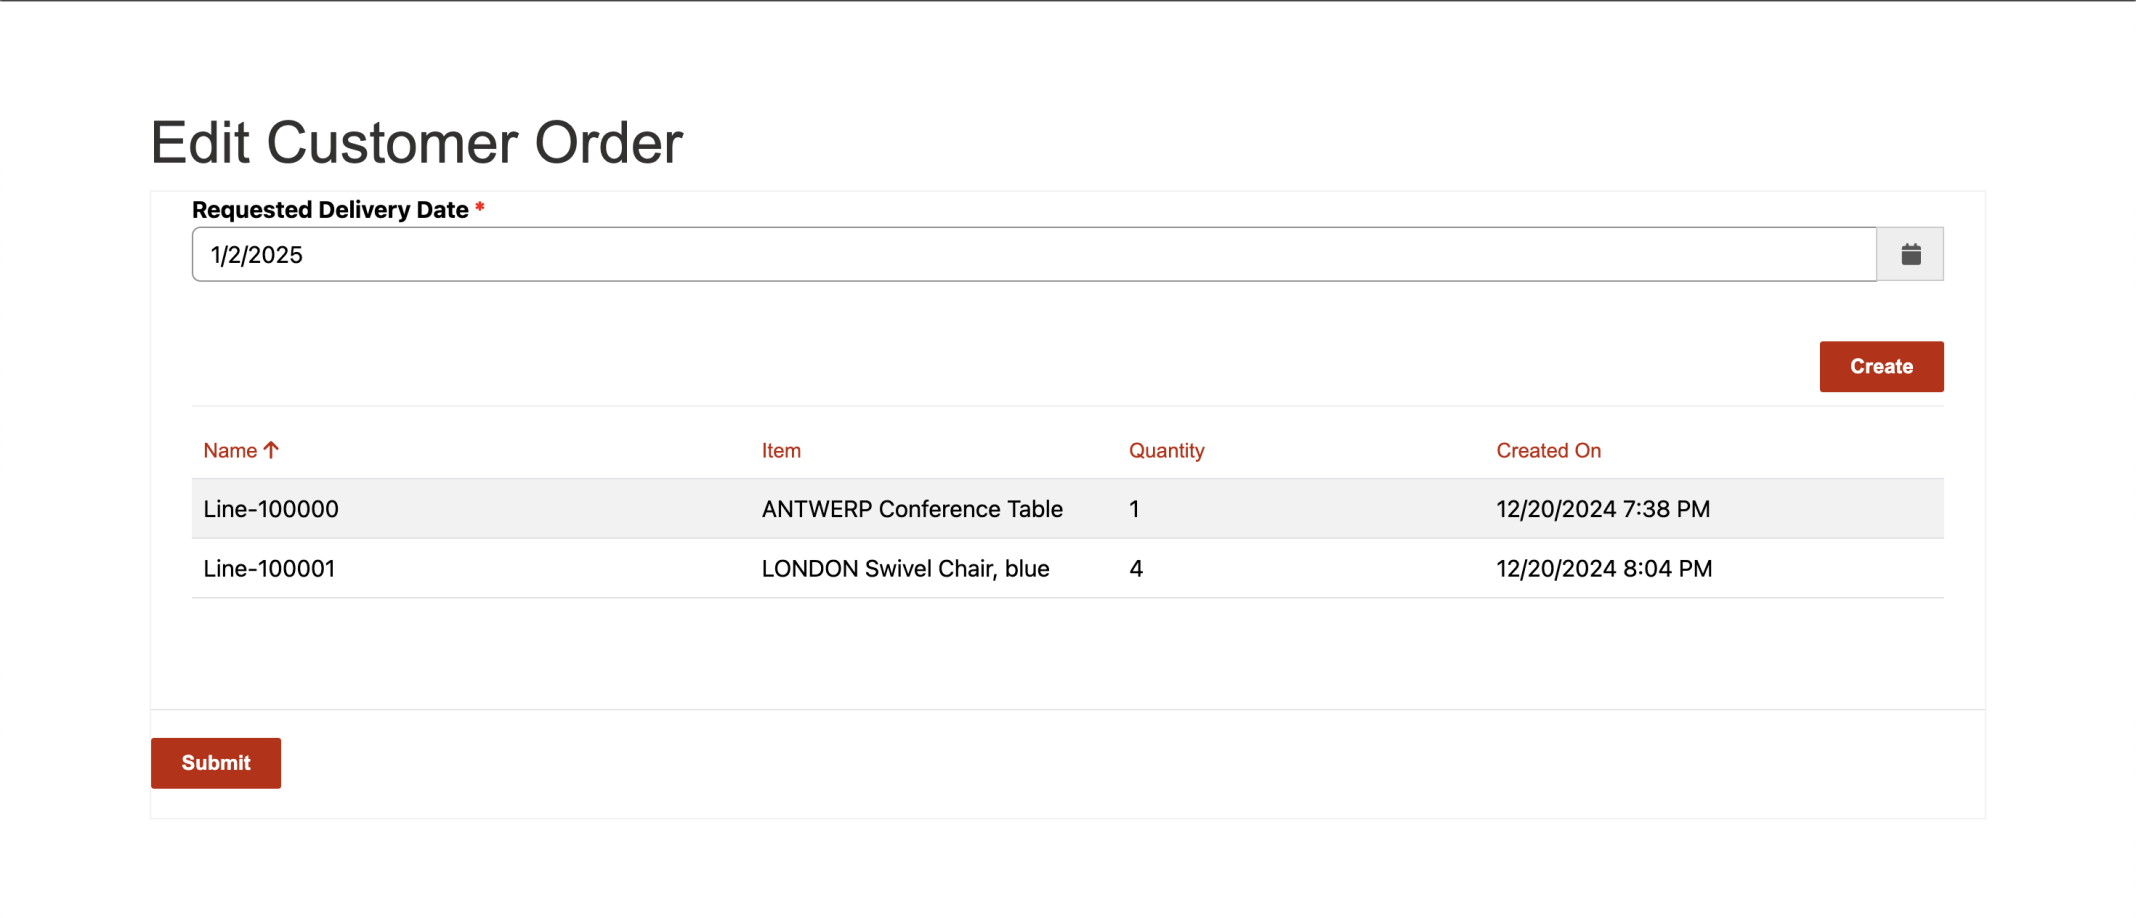 Edit Customer Order
Requested Delivery Date *
1/2/2025
Create
Name ↑ Item Quantity Created On
Line-100000 ANTWERP Conference Table 1 12/20/2024 7:38 PM
Line-100001 LONDON Swivel Chair, blue 4 12/20/2024 8:04 PM
Submit